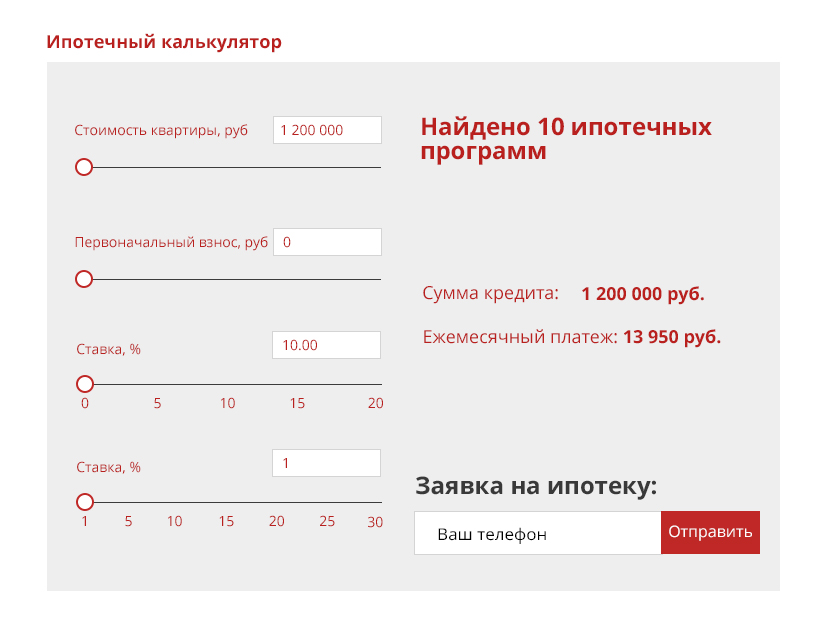 Ипотечный калькулятор
Стоимость квартиры, руб
1 200 000
Первоначальный взнос, руб
0
Ставка, %
10.00
0 5 10 15 20
Ставка, %
1
1 5 10 15 20 25 30
Найдено 10 ипотечных
программ
Сумма кредита: 1 200 000 руб.
Ежемесячный платеж: 13 950 руб.
Заявка на ипотеку:
Ваш телефон
Отправить